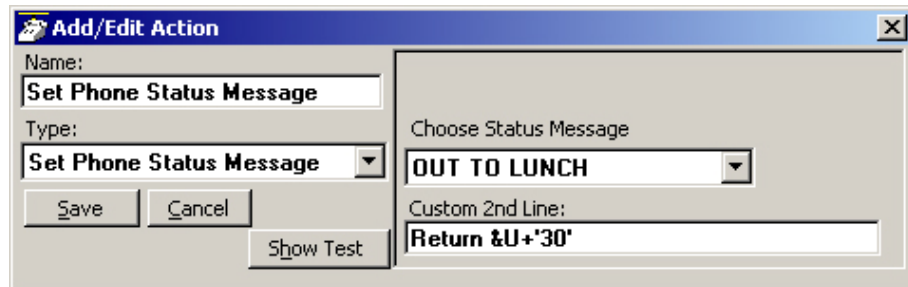 Add/Edit Action
Name:
Set Phone Status Message
Type:
Set Phone Status Message
Save Cancel
Show Test
Choose Status Message
OUT TO LUNCH
Custom 2nd Line:
Return &U+'30'